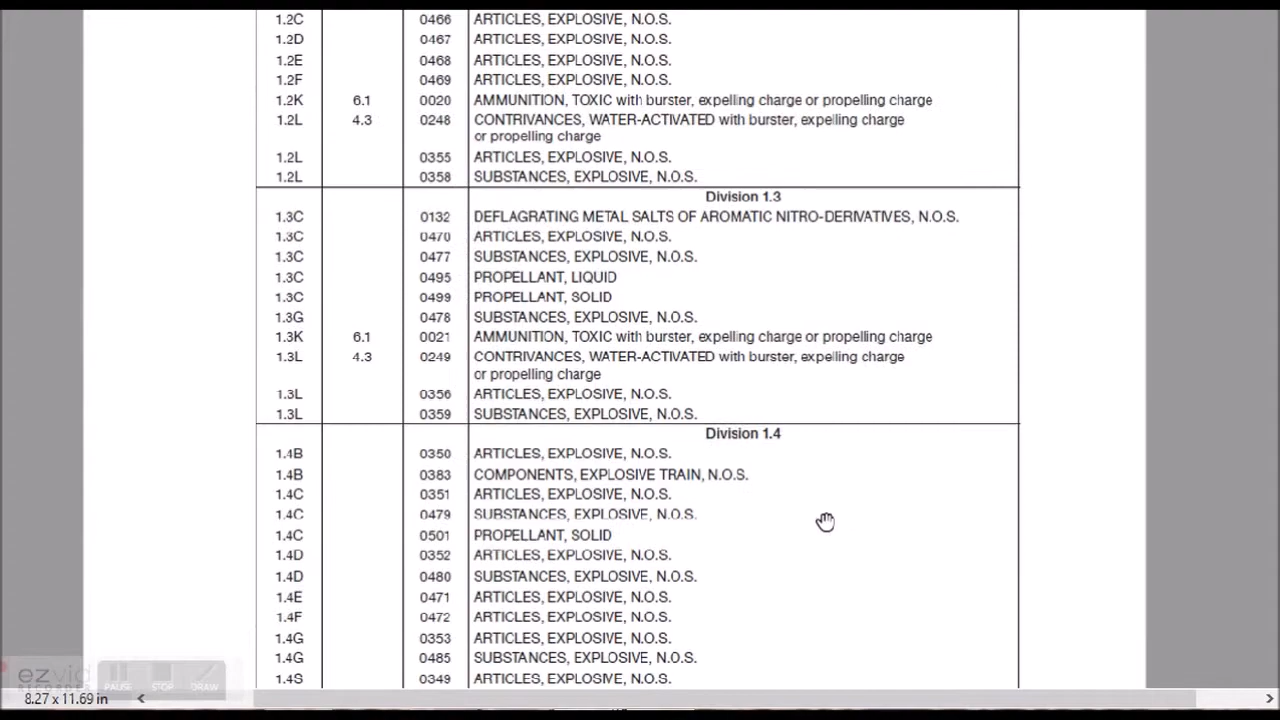 1.2C 0466 ARTICLES, EXPLOSIVE, N.O.S.
1.2D 0467 ARTICLES, EXPLOSIVE, N.O.S.
1.2E 0468 ARTICLES, EXPLOSIVE, N.O.S.
1.2F 0469 ARTICLES, EXPLOSIVE, N.O.S.
1.2K 6.1 0020 AMMUNITION, TOXIC with burster, expelling charge or propelling charge
1.2L 4.3 0248 CONTRIVANCES, WATER-ACTIVATED with burster, expelling charge
or propelling charge
1.2L 0355 ARTICLES, EXPLOSIVE, N.O.S.
1.2L 0358 SUBSTANCES, EXPLOSIVE, N.O.S.
Division 1.3
1.3C 0132 DEFLAGRATING METAL SALTS OF AROMATIC NITRO-DERIVATIVES, N.O.S.
1.3C 0470 ARTICLES, EXPLOSIVE, N.O.S.
1.3C 0477 SUBSTANCES, EXPLOSIVE, N.O.S.
1.3C 0495 PROPELLANT, LIQUID
1.3C 0499 PROPELLANT, SOLID
1.3G 0478 SUBSTANCES, EXPLOSIVE, N.O.S.
1.3K 6.1 0021 AMMUNITION, TOXIC with burster, expelling charge or propelling charge
1.3L 4.3 0249 CONTRIVANCES, WATER-ACTIVATED with burster, expelling charge
or propelling charge
1.3L 0356 ARTICLES, EXPLOSIVE, N.O.S.
1.3L 0359 SUBSTANCES, EXPLOSIVE, N.O.S.
Division 1.4
1.4B 0350 ARTICLES, EXPLOSIVE, N.O.S.
1.4B 0383 COMPONENTS, EXPLOSIVE TRAIN, N.O.S.
1.4C 0351 ARTICLES, EXPLOSIVE, N.O.S.
1.4C 0479 SUBSTANCES, EXPLOSIVE, N.O.S.
1.4C 0501 PROPELLANT, SOLID
1.4D 0352 ARTICLES, EXPLOSIVE, N.O.S.
1.4D 0480 SUBSTANCES, EXPLOSIVE, N.O.S.
1.4E 0471 ARTICLES, EXPLOSIVE, N.O.S.
1.4F 0472 ARTICLES, EXPLOSIVE, N.O.S.
1.4G 0353 ARTICLES, EXPLOSIVE, N.O.S.
1.4G 0485 SUBSTANCES, EXPLOSIVE, N.O.S.
1.4S 0349 ARTICLES, EXPLOSIVE, N.O.S.
ezvid
RECORDER PAUSE STOP DRAW
8.27 x 11.69 in